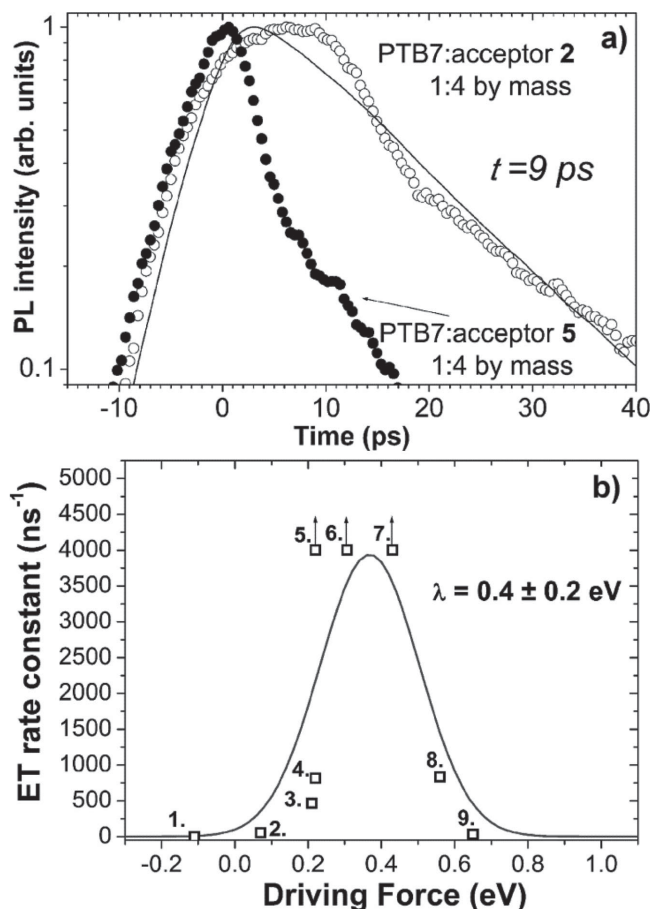 1
a)
PTB7:acceptor 2
1:4 by mass
t =9 ps
PL intensity (arb. units)
PTB7:acceptor 5
1:4 by mass
0.1
-10 0 10 20 30 40
Time (ps)
b)
5000
4500
4000
3500
3000
2500
2000
1500
1000
500
0
ET rate constant (ns-1)
5. 6. 7.
λ = 0.4 ± 0.2 eV
4.
8.
3.
1. 2. 9.
-0.2 0.0 0.2 0.4 0.6 0.8 1.0
Driving Force (eV)